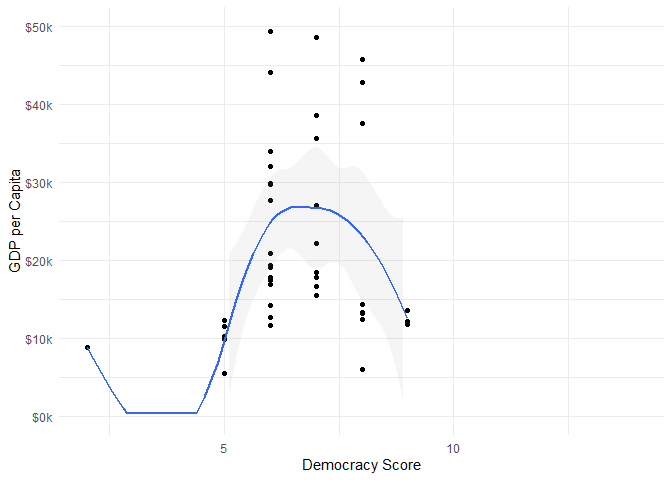 $50k
$40k
$30k
$20k
$10k
$0k
GDP per Capita
5
10
Democracy Score